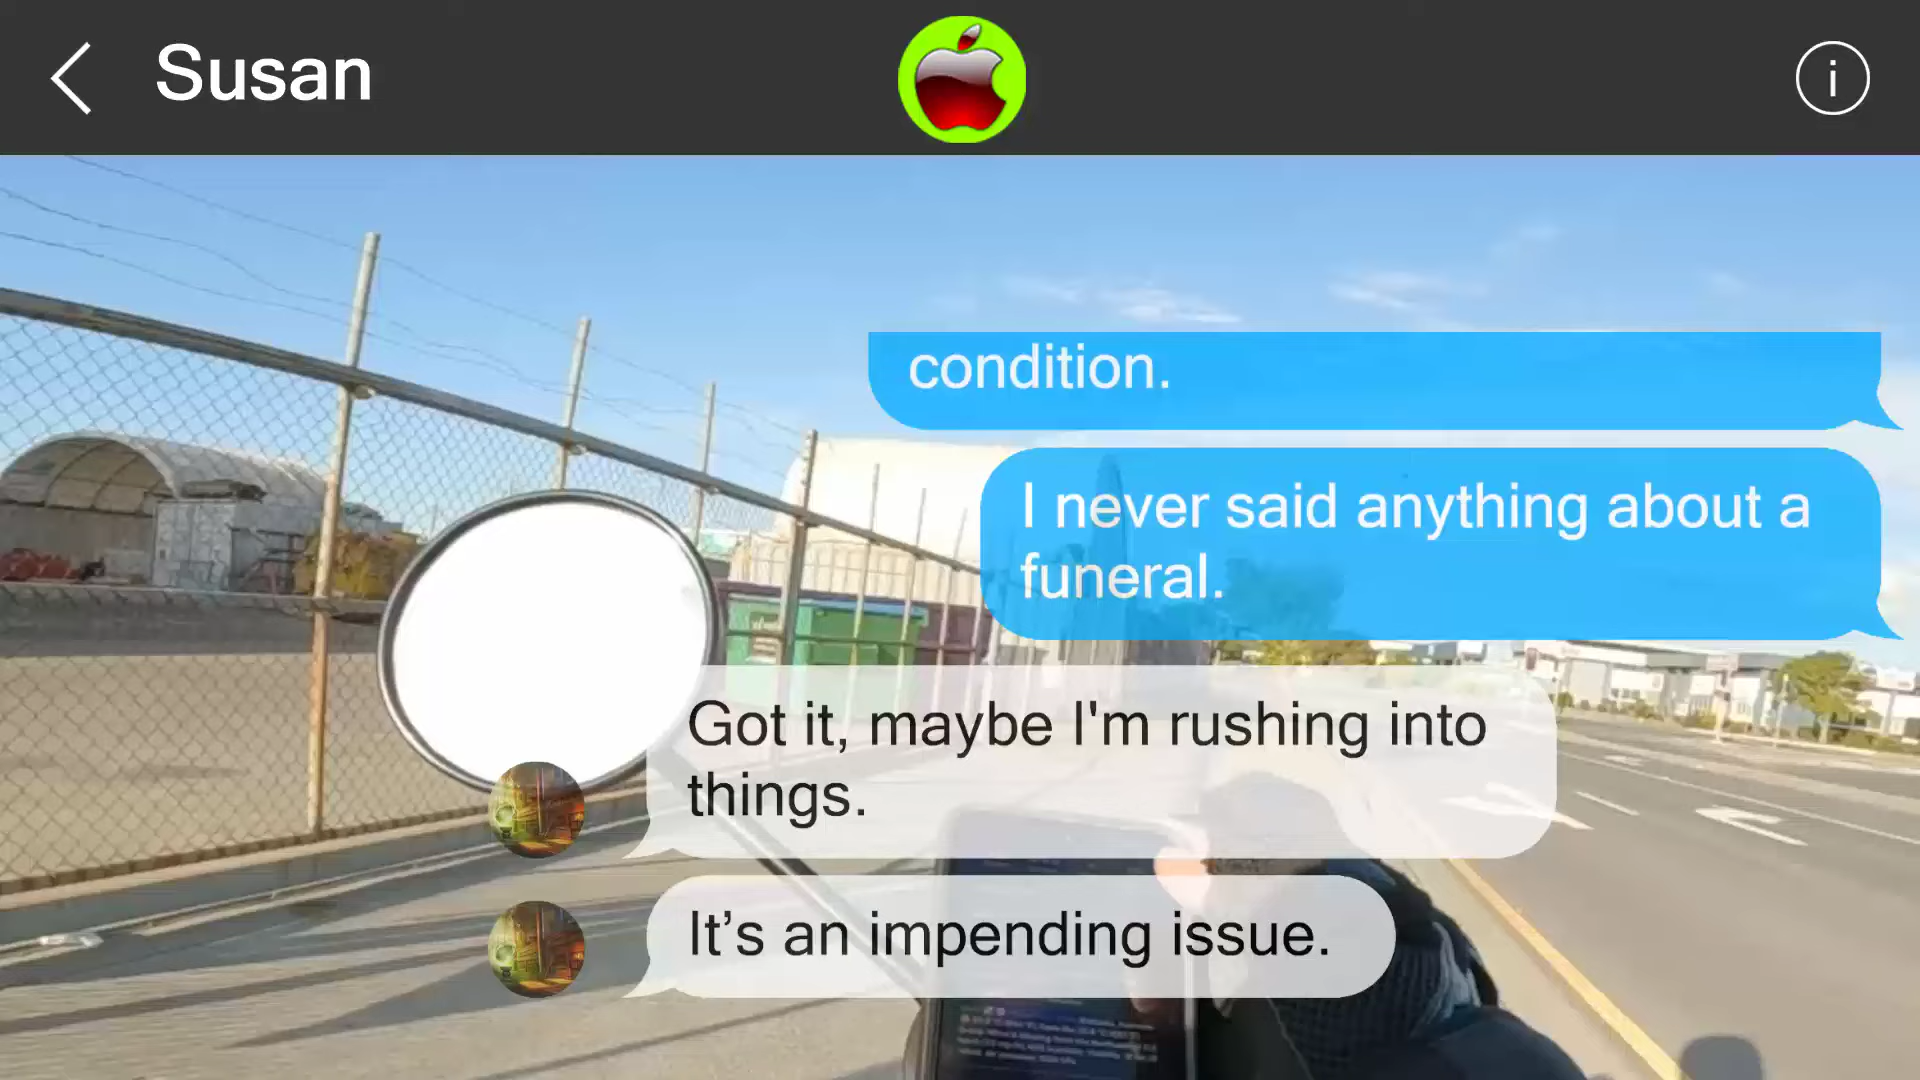 Susan
i
condition.
I never said anything about a
funeral.
Got it, maybe I'm rushing into
things.
It’s an impending issue.